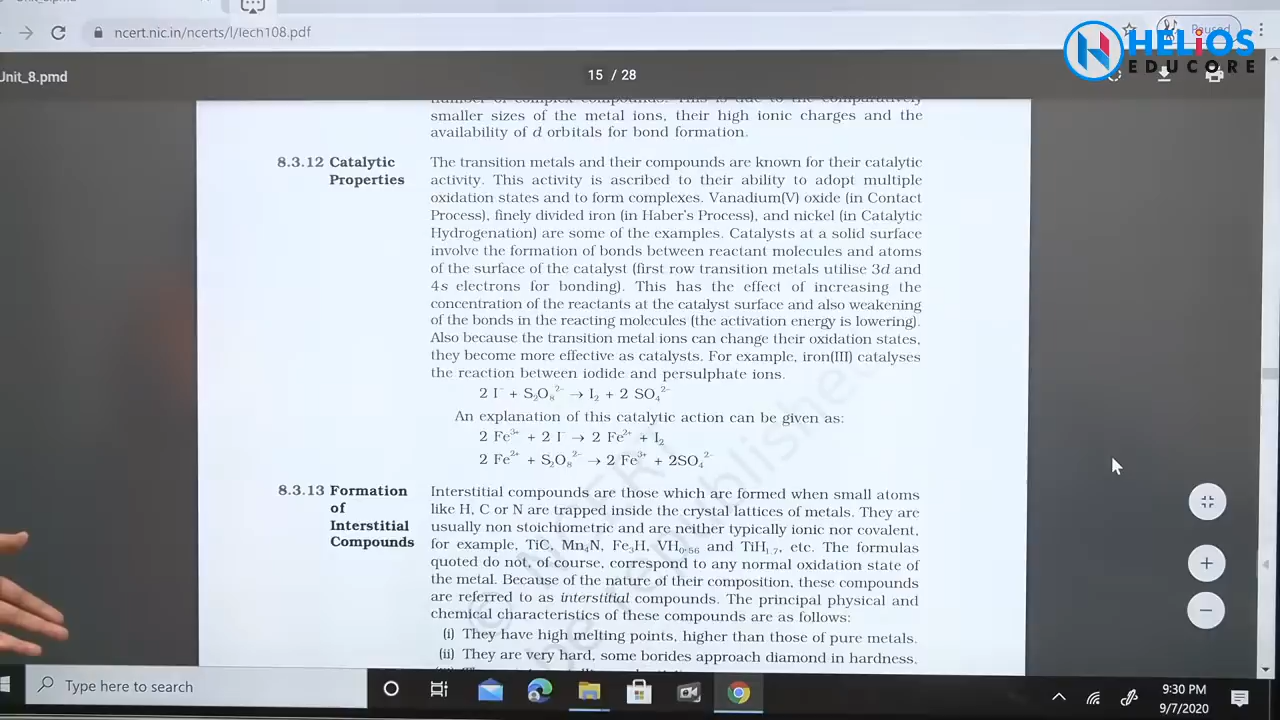 Unit_8.pmd
ncert.nic.in/ncerts/l/lech108.pdf
Paused
HELiOS
EDUCORE
Unit_8.pmd
15 / 28
number of complex compounds. This is due to the comparatively
smaller sizes of the metal ions, their high ionic charges and the
availability of d orbitals for bond formation.
8.3.12 Catalytic
Properties
The transition metals and their compounds are known for their catalytic
activity. This activity is ascribed to their ability to adopt multiple
oxidation states and to form complexes. Vanadium(V) oxide (in Contact
Process), finely divided iron (in Haber's Process), and nickel (in Catalytic
Hydrogenation) are some of the examples. Catalysts at a solid surface
involve the formation of bonds between reactant molecules and atoms
of the surface of the catalyst (first row transition metals utilise 3d and
4s electrons for bonding). This has the effect of increasing the
concentration of the reactants at the catalyst surface and also weakening
of the bonds in the reacting molecules (the activation energy is lowering).
Also because the transition metal ions can change their oxidation states,
they become more effective as catalysts. For example, iron(III) catalyses
the reaction between iodide and persulphate ions.
2 I⁻ + S₂O₈²⁻ → I₂ + 2 SO₄²⁻
An explanation of this catalytic action can be given as:
2 Fe³⁺ + 2 I⁻ → 2 Fe²⁺ + I₂
2 Fe²⁺ + S₂O₈²⁻ → 2 Fe³⁺ + 2SO₄²⁻
8.3.13 Formation
of
Interstitial
Compounds
Interstitial compounds are those which are formed when small atoms
like H, C or N are trapped inside the crystal lattices of metals. They are
usually non stoichiometric and are neither typically ionic nor covalent,
for example, TiC, Mn₄N, Fe₃H, VH₀.₅₆ and TiH₁.₇, etc. The formulas
quoted do not, of course, correspond to any normal oxidation state of
the metal. Because of the nature of their composition, these compounds
are referred to as interstitial compounds. The principal physical and
chemical characteristics of these compounds are as follows:
(i) They have high melting points, higher than those of pure metals.
(ii) They are very hard, some borides approach diamond in hardness.
Type here to search
9:30 PM
9/7/2020